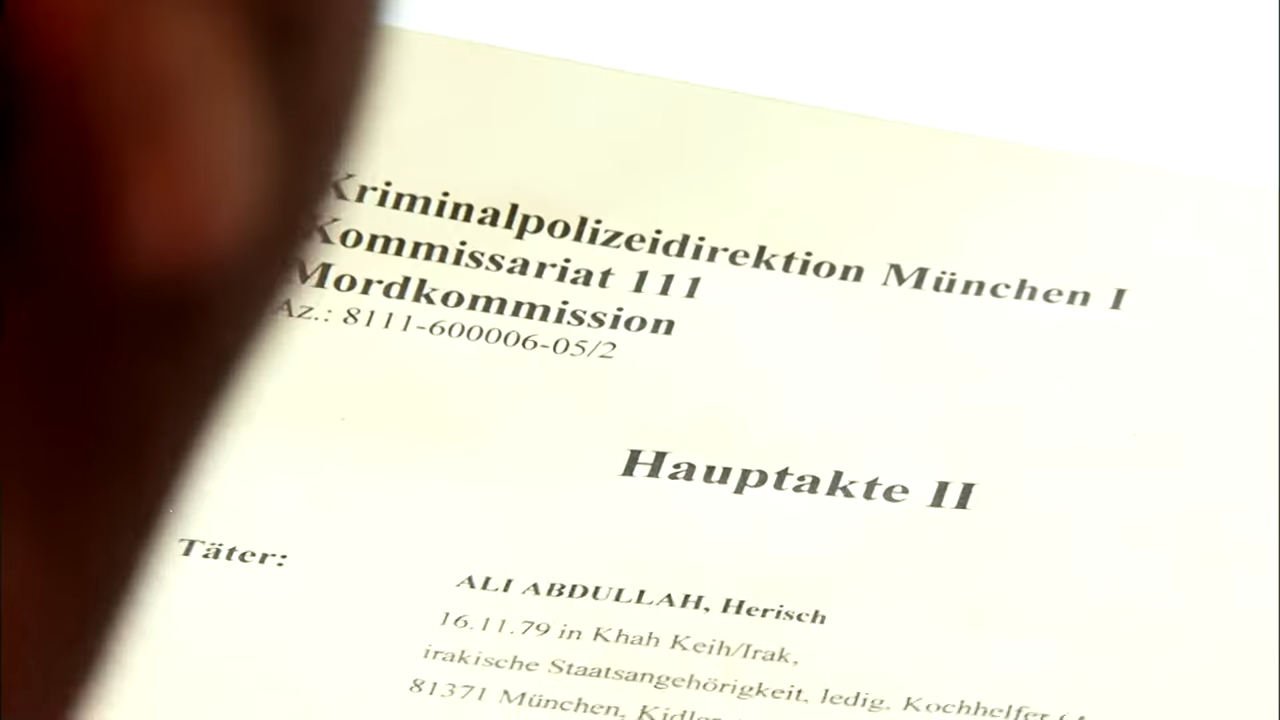 Kriminalpolizeidirektion München I
Kommissariat 111
Mordkommission
Az.: 8111-600006-05/2
Hauptakte II
Täter:
ALI ABDULLAH, Herisch
16.11.79 in Khah Keih/Irak,
irakische Staatsangehörigkeit, ledig, Kochhelfer
81371 München,